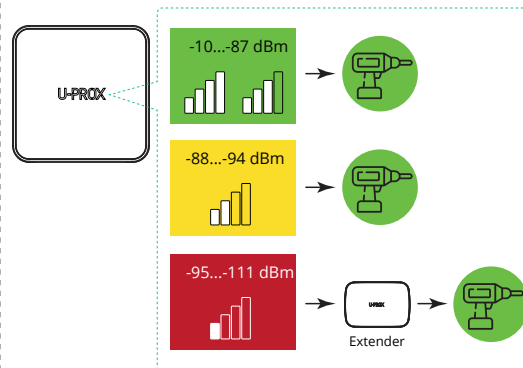 U-PROX
-10...-87 dBm
-88...-94 dBm
-95...-111 dBm
U-PROX
Extender